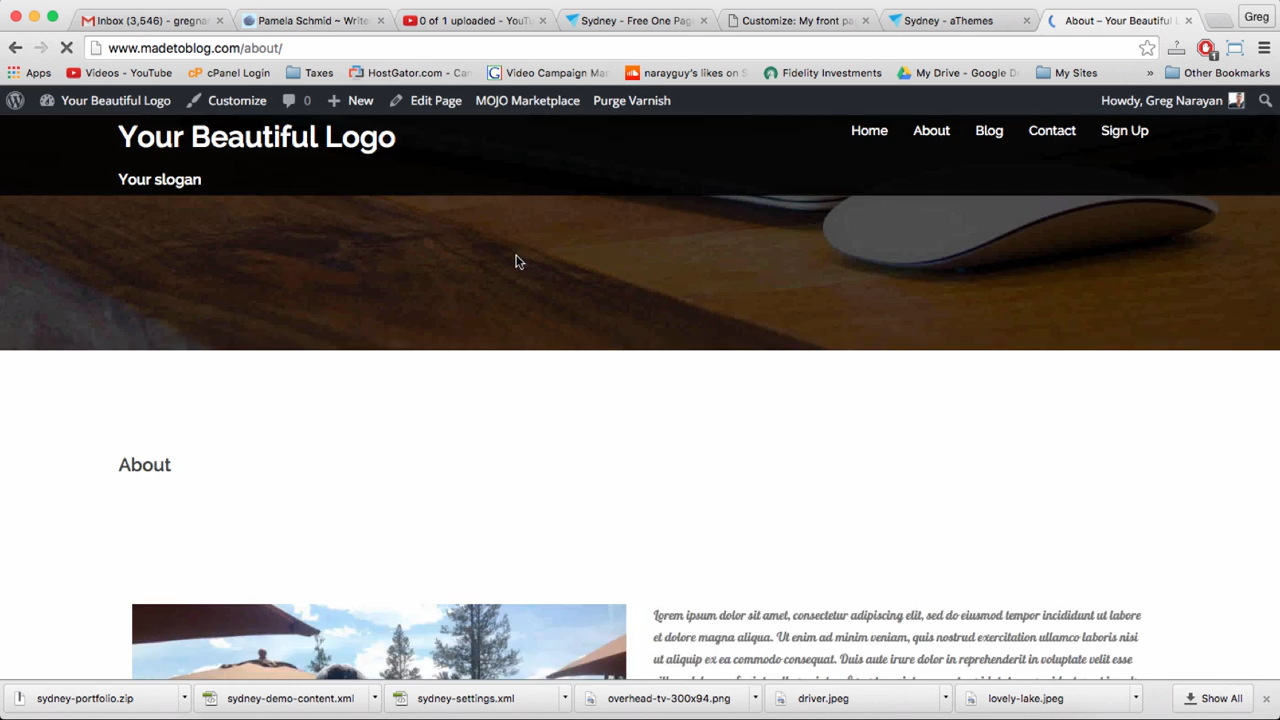 Inbox (3,546) - gregna
Pamela Schmid ~ Write
0 of 1 uploaded - YouTu
Sydney - Free One Pag
Customize: My front pa
Sydney - aThemes
About – Your Beautiful L
Greg
www.madetoblog.com/about/
Apps
Videos - YouTube
cPanel Login
Taxes
HostGator.com - Can
Video Campaign Man
narayguy's likes on S
Fidelity Investments
My Drive - Google D
My Sites
»
Other Bookmarks
Your Beautiful Logo
Customize
0
New
Edit Page
MOJO Marketplace
Purge Varnish
Howdy, Greg Narayan
Your Beautiful Logo
Home
About
Blog
Contact
Sign Up
Your slogan
About
Lorem ipsum dolor sit amet, consectetur adipiscing elit, sed do eiusmod tempor incididunt ut labore
et dolore magna aliqua. Ut enim ad minim veniam, quis nostrud exercitation ullamco laboris nisi
ut aliquip ex ea commodo consequat. Duis aute irure dolor in reprehenderit in voluptate velit esse
sydney-portfolio.zip
sydney-demo-content.xml
sydney-settings.xml
overhead-tv-300x94.png
driver.jpeg
lovely-lake.jpeg
Show All